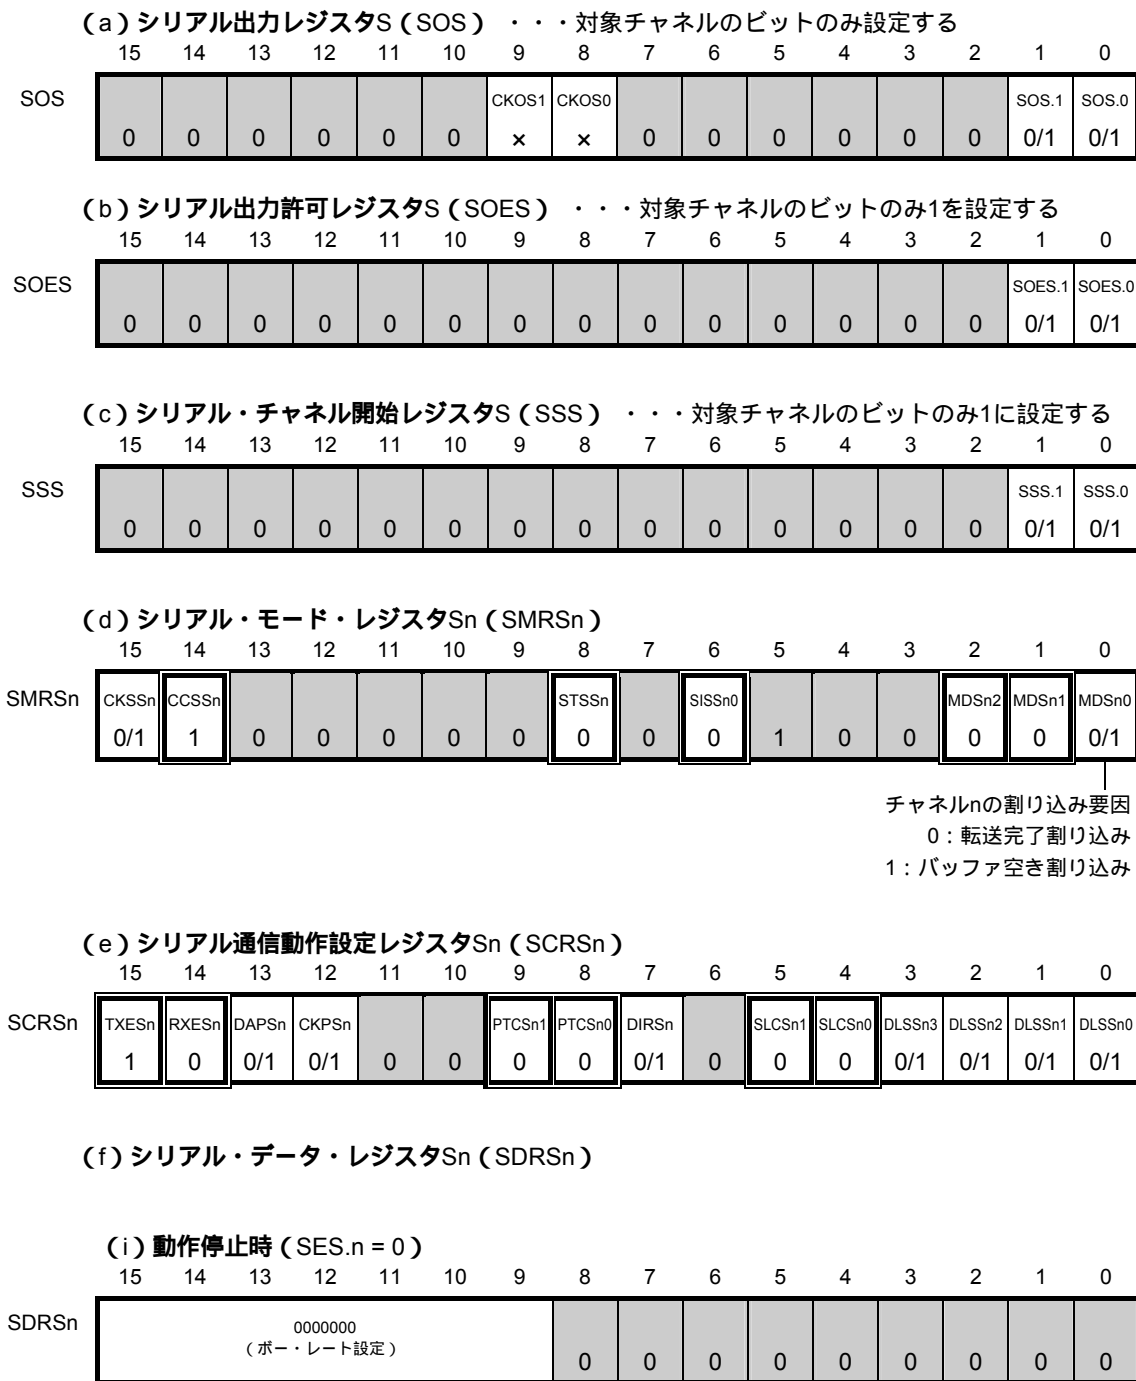 (a)シリアル出力レジスタS(SOS) ・・・対象チャネルのビットのみ設定する
15 14 13 12 11 10 9 8 7 6 5 4 3 2 1 0
SOS
CKOS1 CKOS0 SOS.1 SOS.0
0 0 0 0 0 0 × × 0 0 0 0 0 0 0/1 0/1
(b)シリアル出力許可レジスタS(SOES) ・・・対象チャネルのビットのみ1を設定する
15 14 13 12 11 10 9 8 7 6 5 4 3 2 1 0
SOES
SOES.1 SOES.0
0 0 0 0 0 0 0 0 0 0 0 0 0 0 0/1 0/1
(c)シリアル・チャネル開始レジスタS(SSS) ・・・対象チャネルのビットのみ1に設定する
15 14 13 12 11 10 9 8 7 6 5 4 3 2 1 0
SSS
SSS.1 SSS.0
0 0 0 0 0 0 0 0 0 0 0 0 0 0 0/1 0/1
(d)シリアル・モード・レジスタSn(SMRSn)
15 14 13 12 11 10 9 8 7 6 5 4 3 2 1 0
SMRSn
CKSSn CCSSn STSSn SISSn0 MDSn2 MDSn1 MDSn0
0/1 1 0 0 0 0 0 0 0 0 1 0 0 0 0 0/1
チャネルnの割り込み要因
0:転送完了割り込み
1:バッファ空き割り込み
(e)シリアル通信動作設定レジスタSn(SCRSn)
15 14 13 12 11 10 9 8 7 6 5 4 3 2 1 0
SCRSn
TXESn RXESn DAPSn CKPSn PTCSn1 PTCSn0 DIRSn SLCSn1 SLCSn0 DLSSn3 DLSSn2 DLSSn1 DLSSn0
1 0 0/1 0/1 0 0 0 0 0/1 0 0 0 0/1 0/1 0/1 0/1
(f)シリアル・データ・レジスタSn(SDRSn)
(i)動作停止時(SES.n = 0)
15 14 13 12 11 10 9 8 7 6 5 4 3 2 1 0
SDRSn
0000000
(ボー・レート設定)
0 0 0 0 0 0 0 0 0